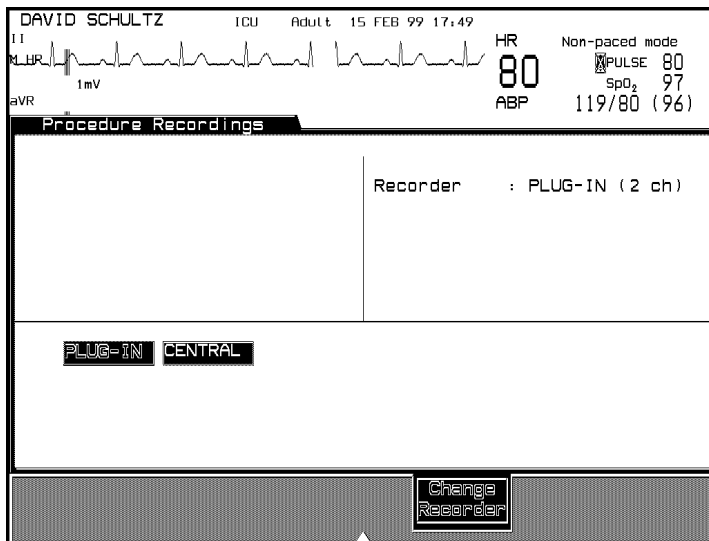 DAVID SCHULTZ ICU Adult 15 FEB 99 17:49
II
M HR
1mV
aVR
HR
80
ABP
Non-paced mode
PULSE 80
SpO₂ 97
119/80 (96)
Procedure Recordings
Recorder : PLUG-IN (2 ch)
PLUG-IN CENTRAL
Change
Recorder